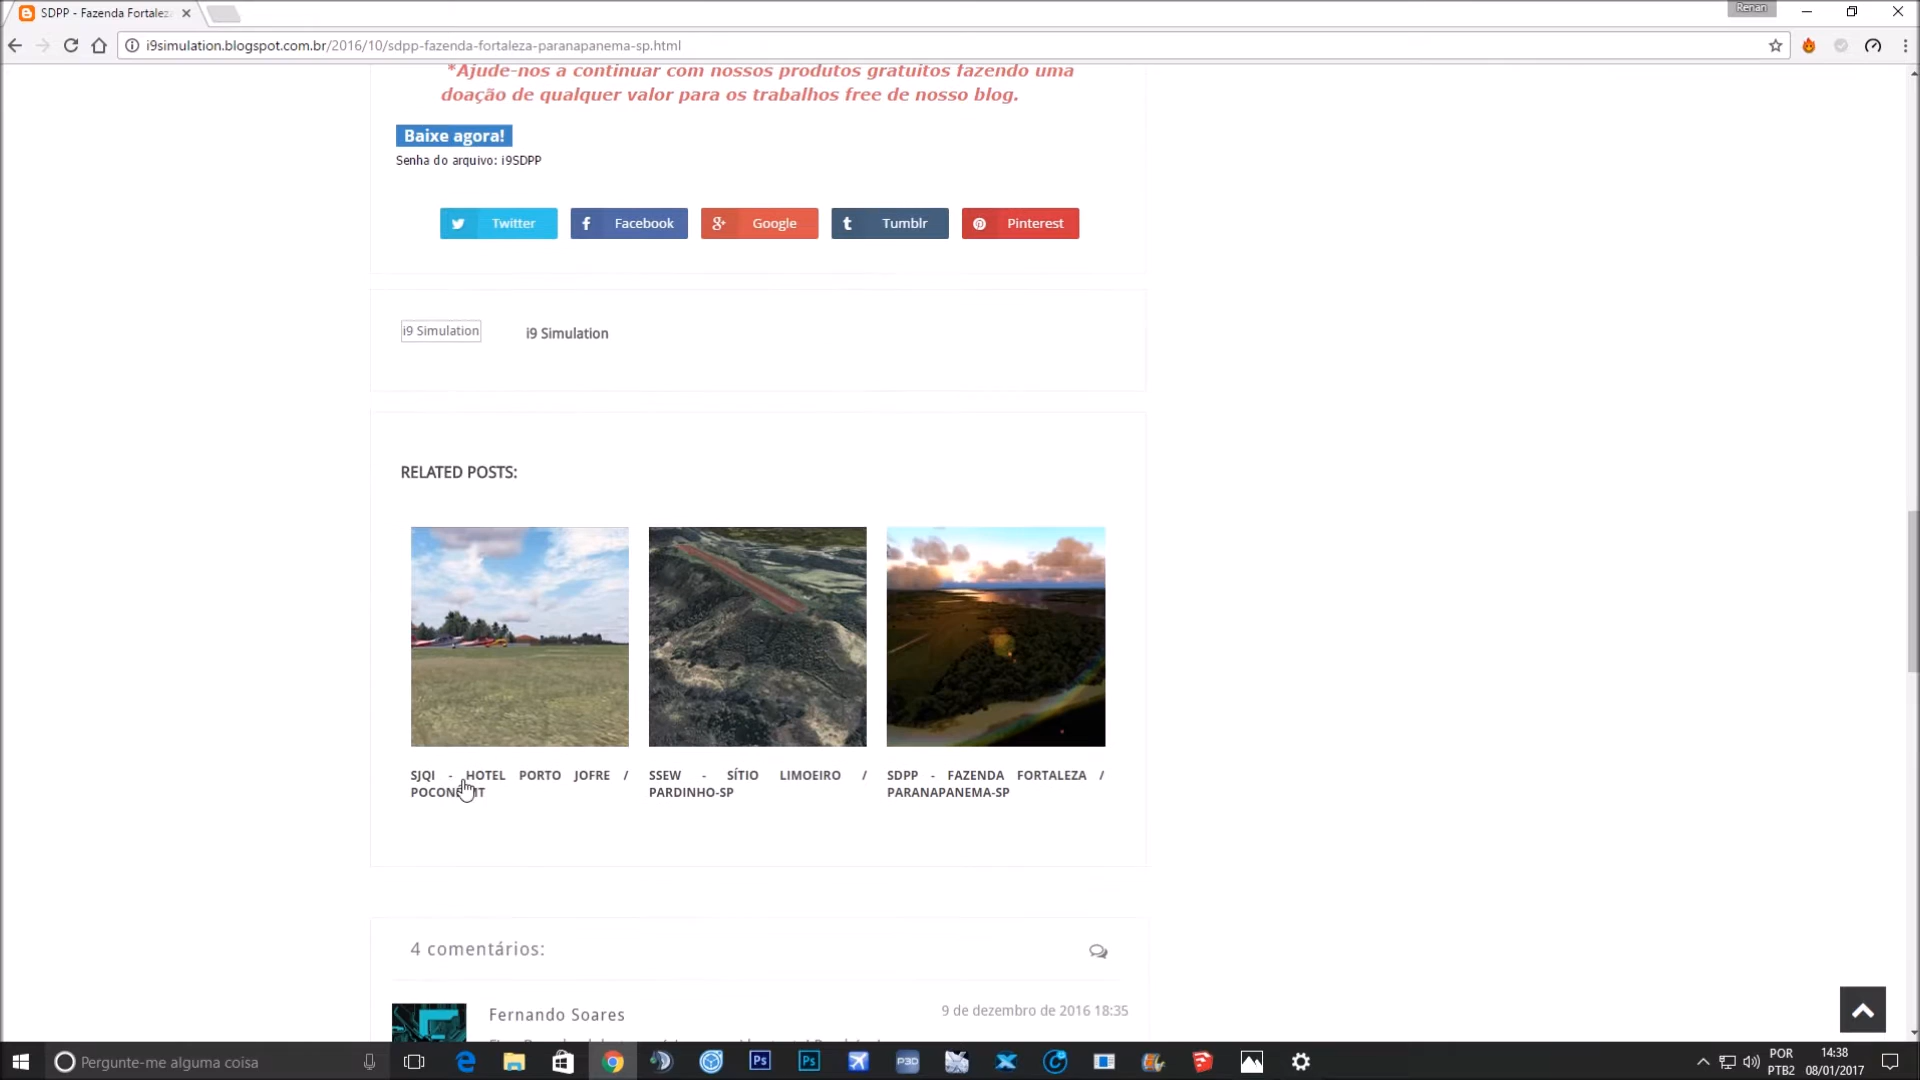 SDPP - Fazenda Fortalez
Renan
i9simulation.blogspot.com.br/2016/10/sdpp-fazenda-fortaleza-paranapanema-sp.html
*Ajude-nos a continuar com nossos produtos gratuitos fazendo uma
doação de qualquer valor para os trabalhos free de nosso blog.
Baixe agora!
Senha do arquivo: i9SDPP
Twitter
Facebook
Google
Tumblr
Pinterest
i9 Simulation
i9 Simulation
RELATED POSTS:
SJQI - HOTEL PORTO JOFRE /
SSEW - SÍTIO LIMOEIRO /
PARDINHO-SP
SDPP - FAZENDA FORTALEZA /
PARANAPANEMA-SP
4 comentários:
Fernando Soares
9 de dezembro de 2016 18:35
Pergunte-me alguma coisa
Ps
Ps
P3D
POR
PTB2
14:38
08/01/2017